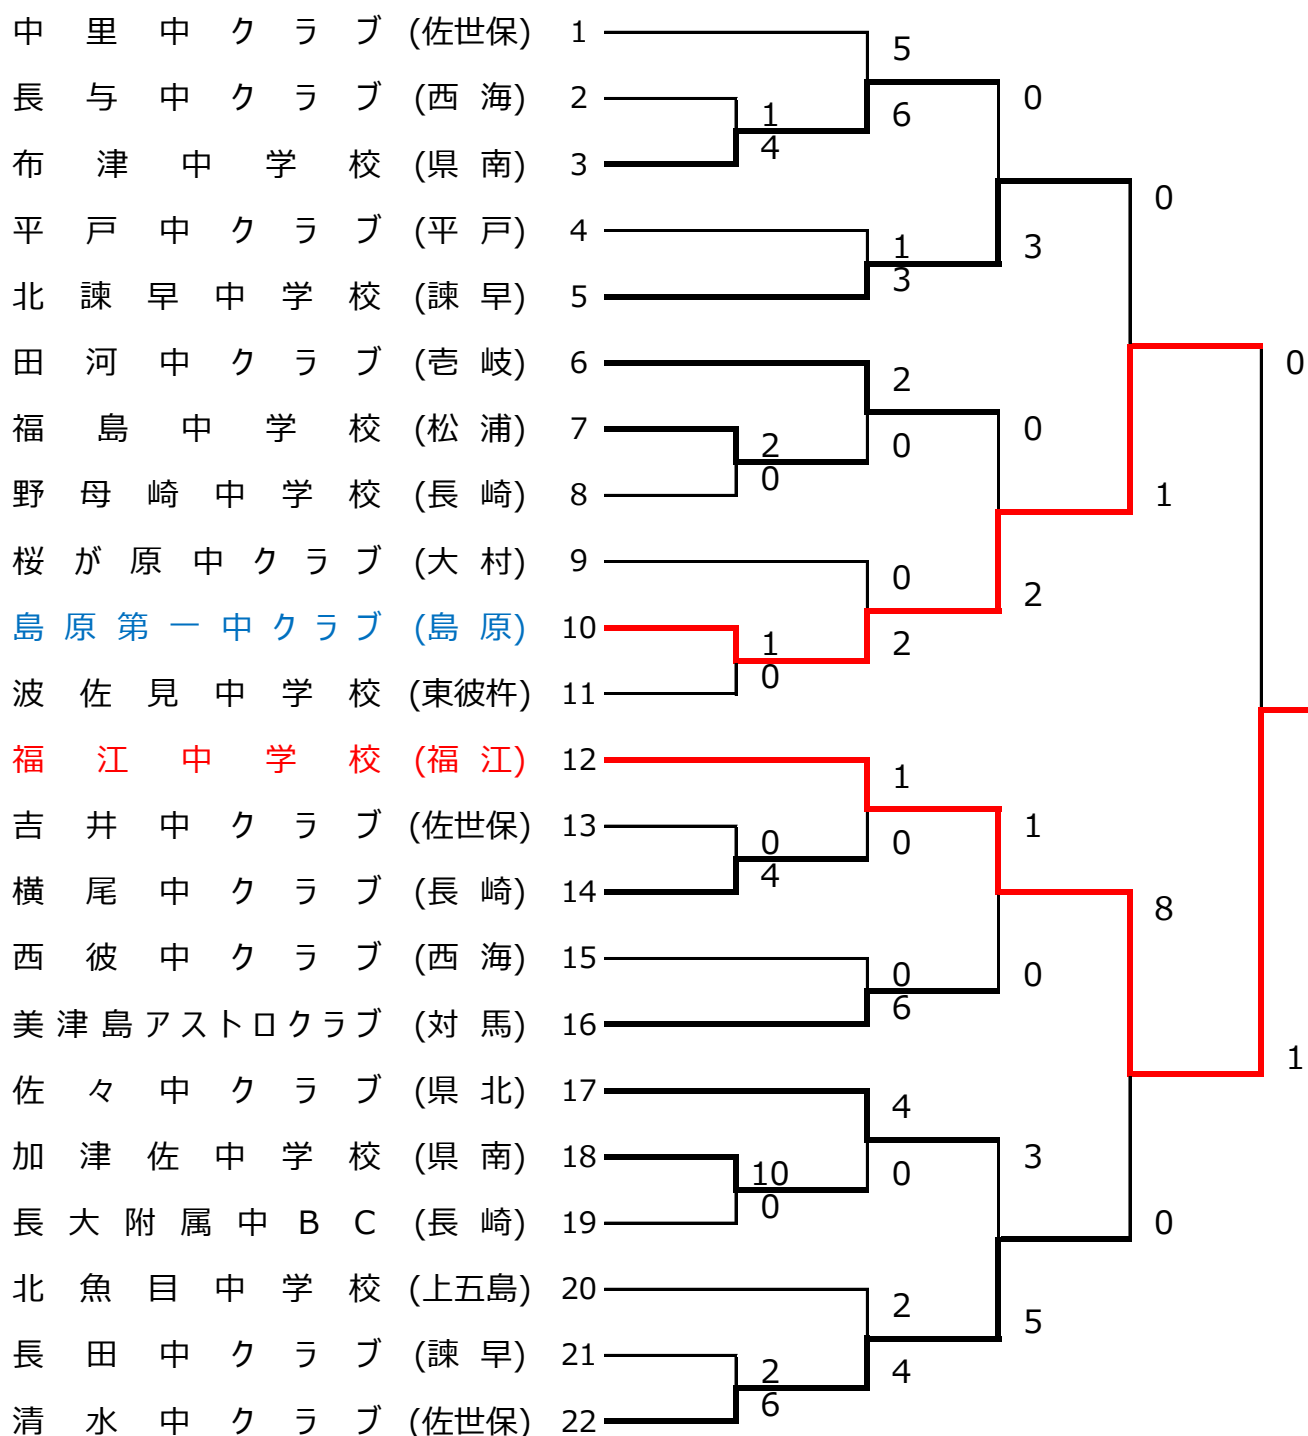 中里中クラブ (佐世保) 1
長与中クラブ (西海) 2
布津中学校 (県南) 3
平戸中クラブ (平戸) 4
北諫早中学校 (諫早) 5
田河中クラブ (壱岐) 6
福島中学校 (松浦) 7
野母崎中学校 (長崎) 8
桜が原中クラブ (大村) 9
島原第一中クラブ (島原) 10
波佐見中学校 (東彼杵) 11
福江中学校 (福江) 12
吉井中クラブ (佐世保) 13
横尾中クラブ (長崎) 14
西彼中クラブ (西海) 15
美津島アストロクラブ (対馬) 16
佐々中クラブ (県北) 17
加津佐中学校 (県南) 18
長大附属中BC (長崎) 19
北魚目中学校 (上五島) 20
長田中クラブ (諫早) 21
清水中クラブ (佐世保) 22
1
4
2
0
1
0
0
4
10
0
2
6
5
6
1
3
2
0
0
2
1
0
0
6
4
0
2
4
0
3
0
2
1
0
3
5
0
1
8
0
0
1